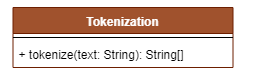 Tokenization
+ tokenize(text: String): String[]